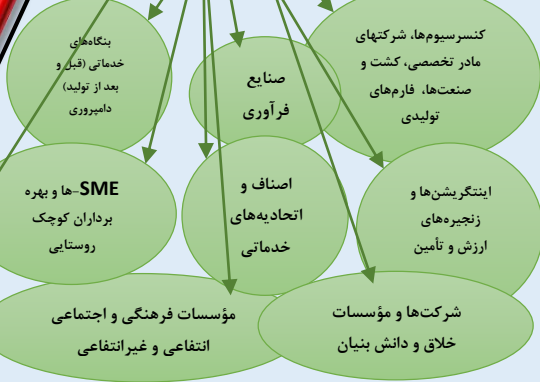 کنسرسیوم‌ها، شرکتهای
مادر تخصصی، کشت و
صنعت‌ها، فارم‌های
تولیدی
صنایع
فرآوری
بنگاه‌های
خدماتی (قبل و
بعد از تولید)
دامپروری
اینتگریشن‌ها و
زنجیره‌های
ارزش و تأمین
اصناف و
اتحادیه‌های
خدماتی
SME-ها و بهره
برداران کوچک
روستایی
شرکت‌ها و مؤسسات
خلاق و دانش بنیان
مؤسسات فرهنگی و اجتماعی
انتفاعی و غیرانتفاعی